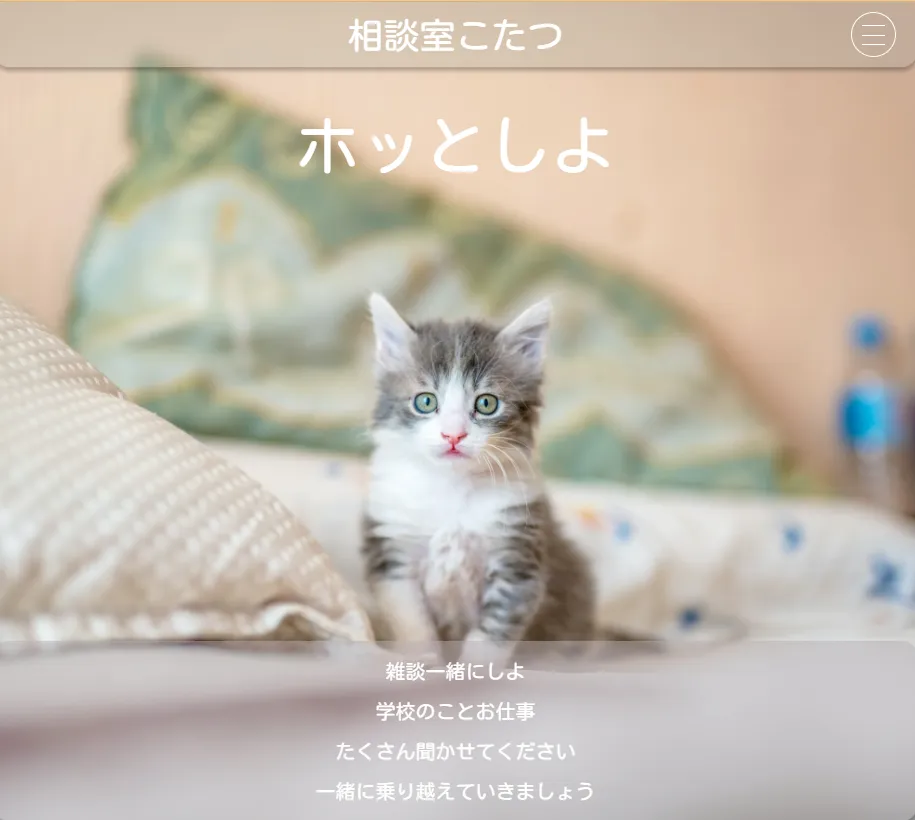 相談室こたつ
ホッとしよ
雑談一緒にしよ
学校のことお仕事
たくさん聞かせてください
一緒に乗り越えていきましょう